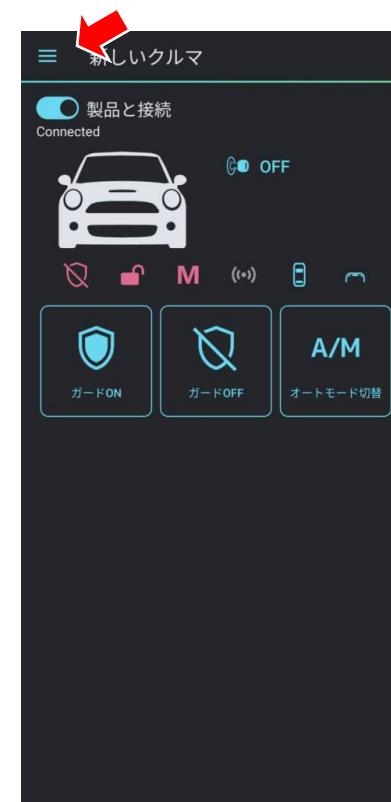 新しいクルマ
製品と接続
Connected
OFF
M
ガードON
ガードOFF
A/M
オートモード切替